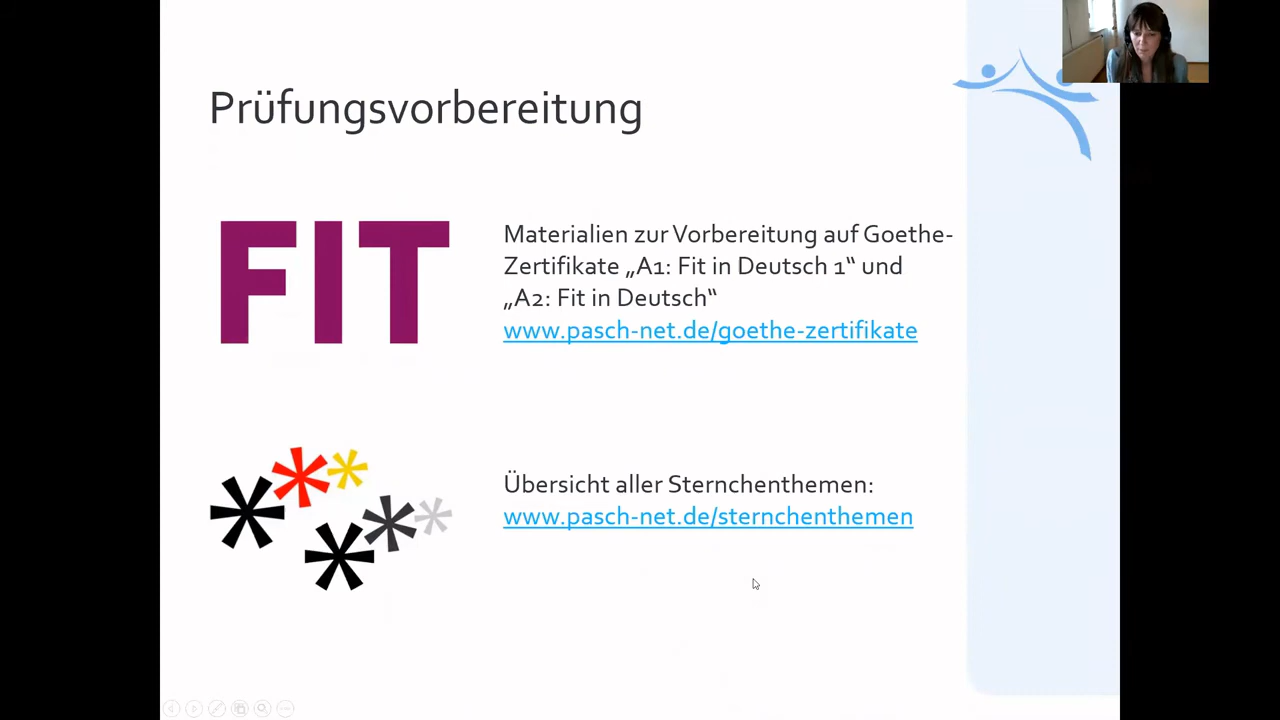 Prüfungsvorbereitung
FIT
Materialien zur Vorbereitung auf Goethe-
Zertifikate „A1: Fit in Deutsch 1“ und
„A2: Fit in Deutsch“
www.pasch-net.de/goethe-zertifikate
Übersicht aller Sternchenthemen:
www.pasch-net.de/sternchenthemen